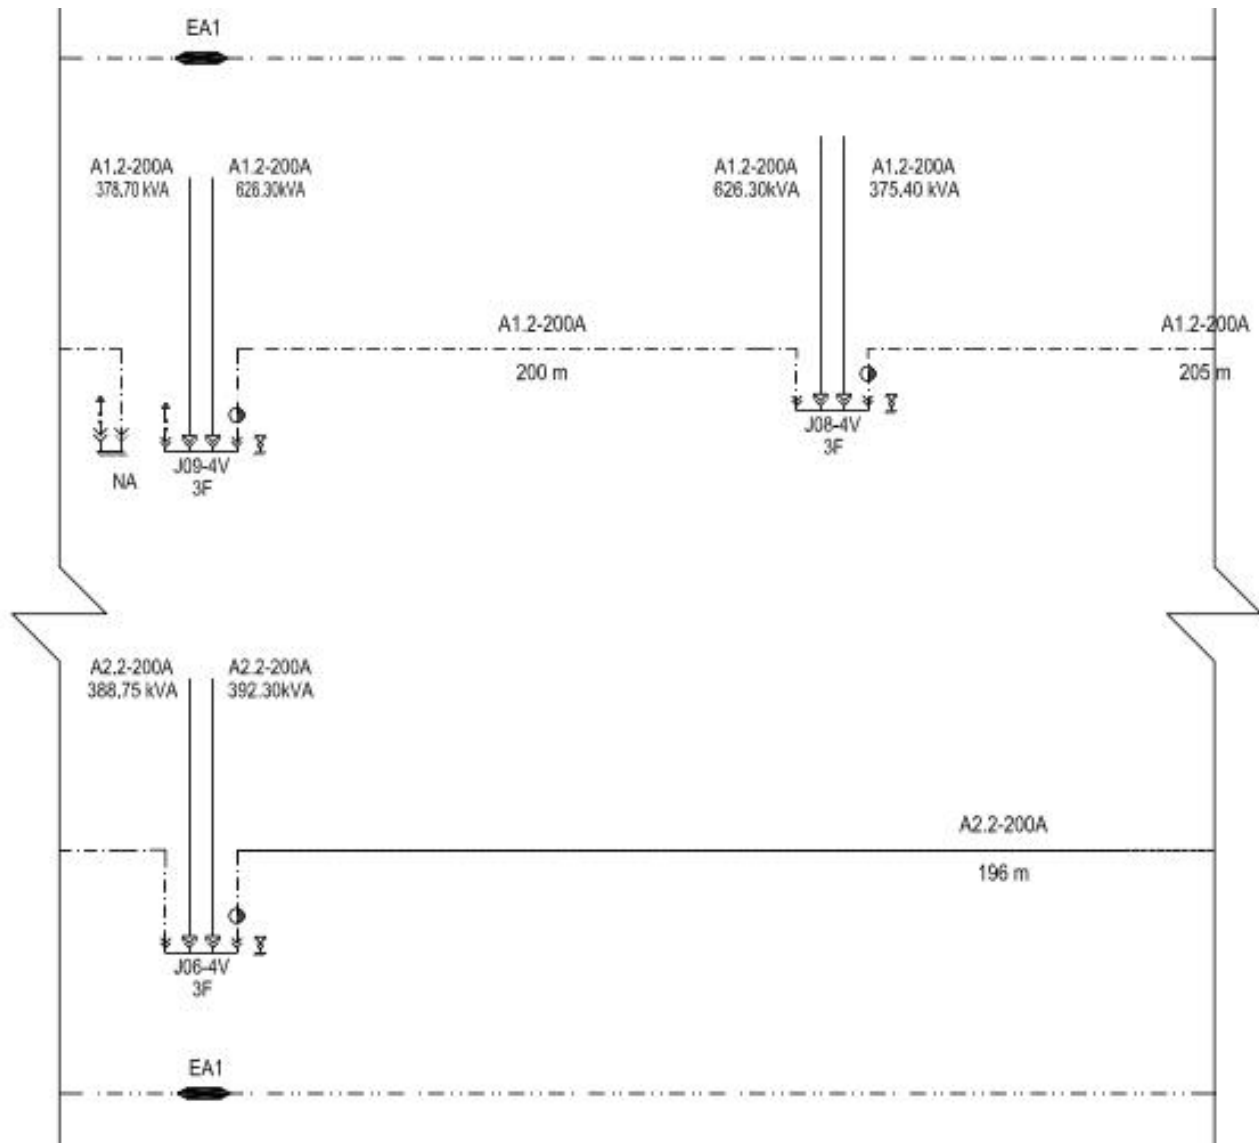 EA1
A1.2-200A
378.70 kVA
A1.2-200A
626.30kVA
A1.2-200A
626.30kVA
A1.2-200A
375.40 kVA
A1.2-200A
200 m
A1.2-200A
205 m
J08-4V
3F
J09-4V
3F
NA
A2.2-200A
388.75 kVA
A2.2-200A
392.30kVA
A2.2-200A
196 m
J06-4V
3F
EA1